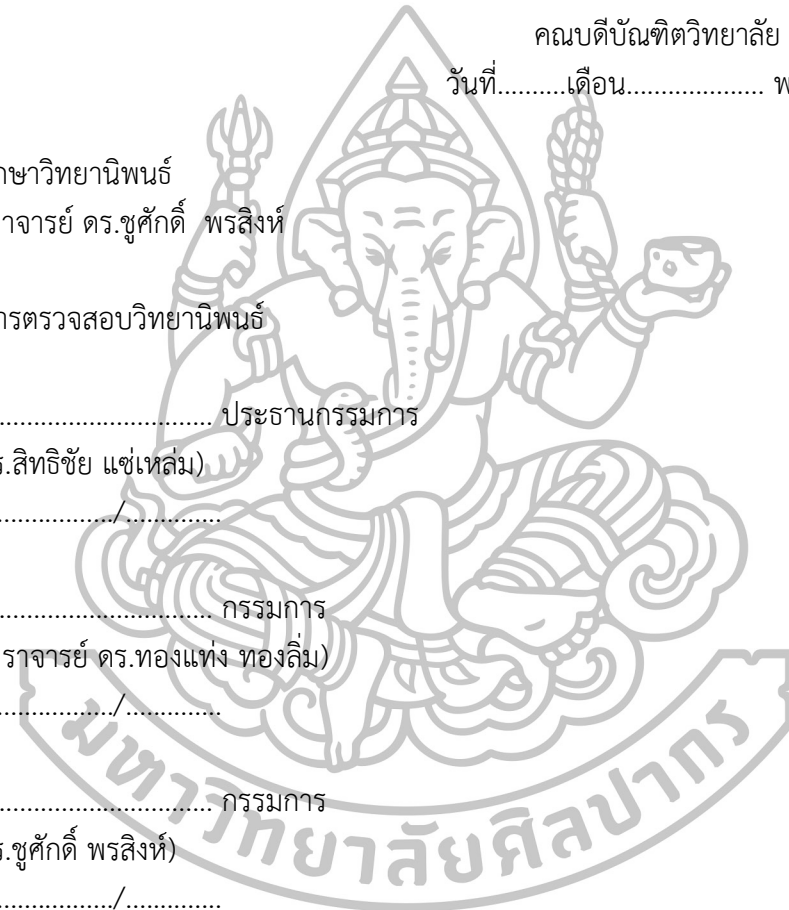 คณบดีบัณฑิตวิทยาลัย
วันที่..........เดือน.................... พ
กษาวิทยานิพนธ์
าจารย์ ดร.ชูศักดิ์ พรสิงห์
ารตรวจสอบวิทยานิพนธ์
................................ ประธานกรรมการ
ร.สิทธิชัย แซ่เหล่ม)
................./..............
................................ กรรมการ
ราจารย์ ดร.ทองแท่ง ทองลิ่ม)
................./..............
................................ กรรมการ
ร.ชูศักดิ์ พรสิงห์)
................./..............
มหาวิทยาลัยศิลปากร